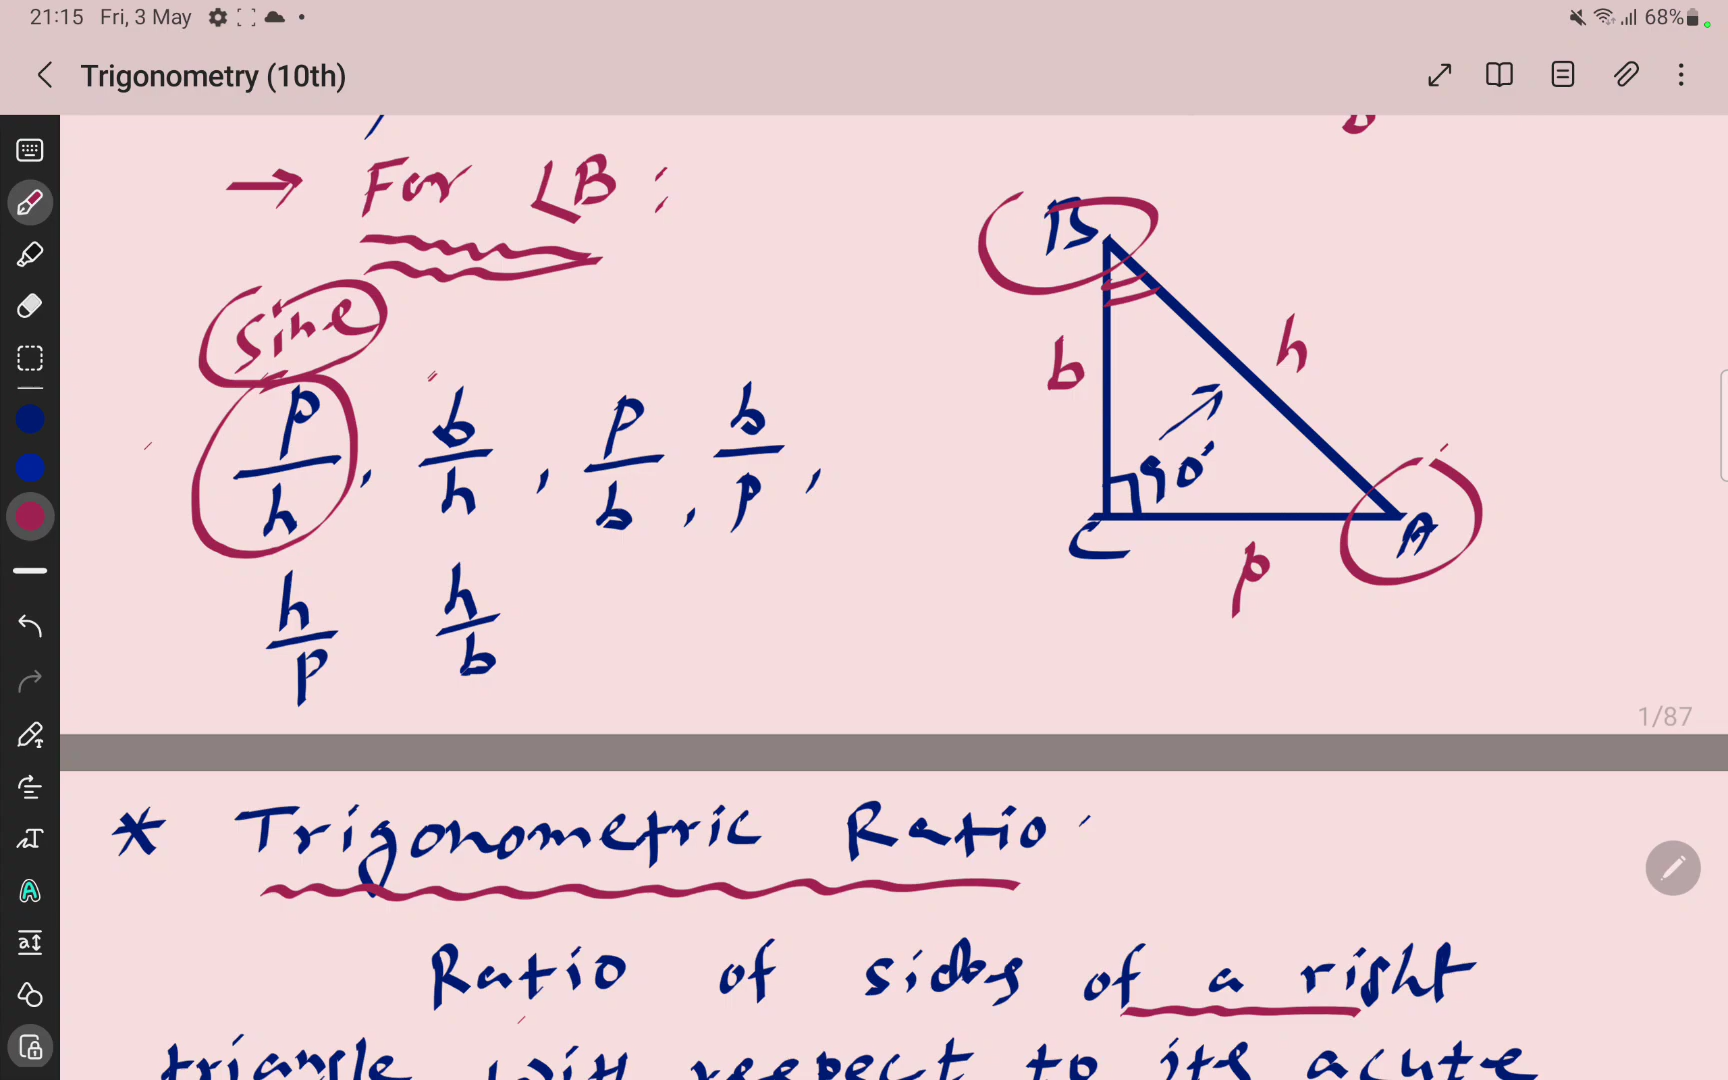 21:15 Fri, 3 May 68%
Trigonometry (10th)
→ For ∠B :
Sine
p/h , b/h , p/b , b/p ,
h/p h/b
B
b h
90°
C A
p
1/87
* Trigonometric Ratio
Ratio of sides of a right
triangle with respect to its acute